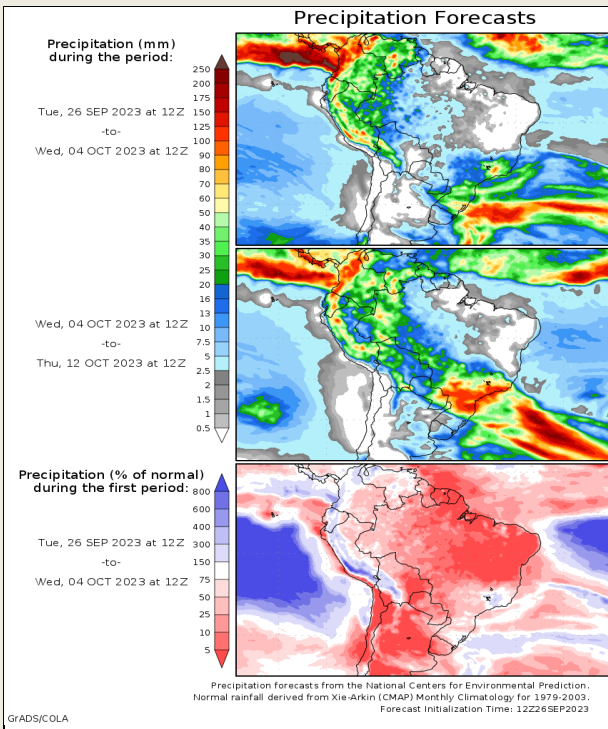 Precipitation Forecasts
Precipitation (mm)
during the period:
Tue, 26 SEP 2023 at 12Z
-to-
Wed, 04 OCT 2023 at 12Z
250
200
175
150
125
100
90
80
70
60
50
40
35
30
25
20
16
13
10
7.5
5
2.5
2
1.5
1
0.5
Wed, 04 OCT 2023 at 12Z
-to-
Thu, 12 OCT 2023 at 12Z
Precipitation (% of normal)
during the first period:
Tue, 26 SEP 2023 at 12Z
-to-
Wed, 04 OCT 2023 at 12Z
800
600
400
300
150
75
50
25
10
5
Precipitation forecasts from the National Centers for Environmental Prediction.
Normal rainfall derived from Xie-Arkin (CMAP) Monthly Climatology for 1979-2003.
Forecast Initialization Time: 12Z26SEP2023
GrADS/COLA